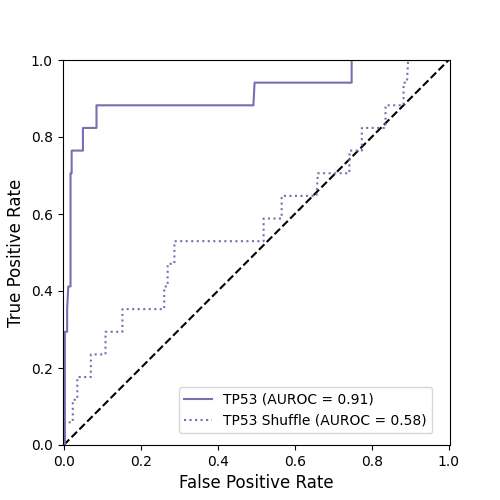 1.0
0.8
0.6
0.4
0.2
0.0
True Positive Rate
TP53 (AUROC = 0.91)
TP53 Shuffle (AUROC = 0.58)
0.0 0.2 0.4 0.6 0.8 1.0
False Positive Rate